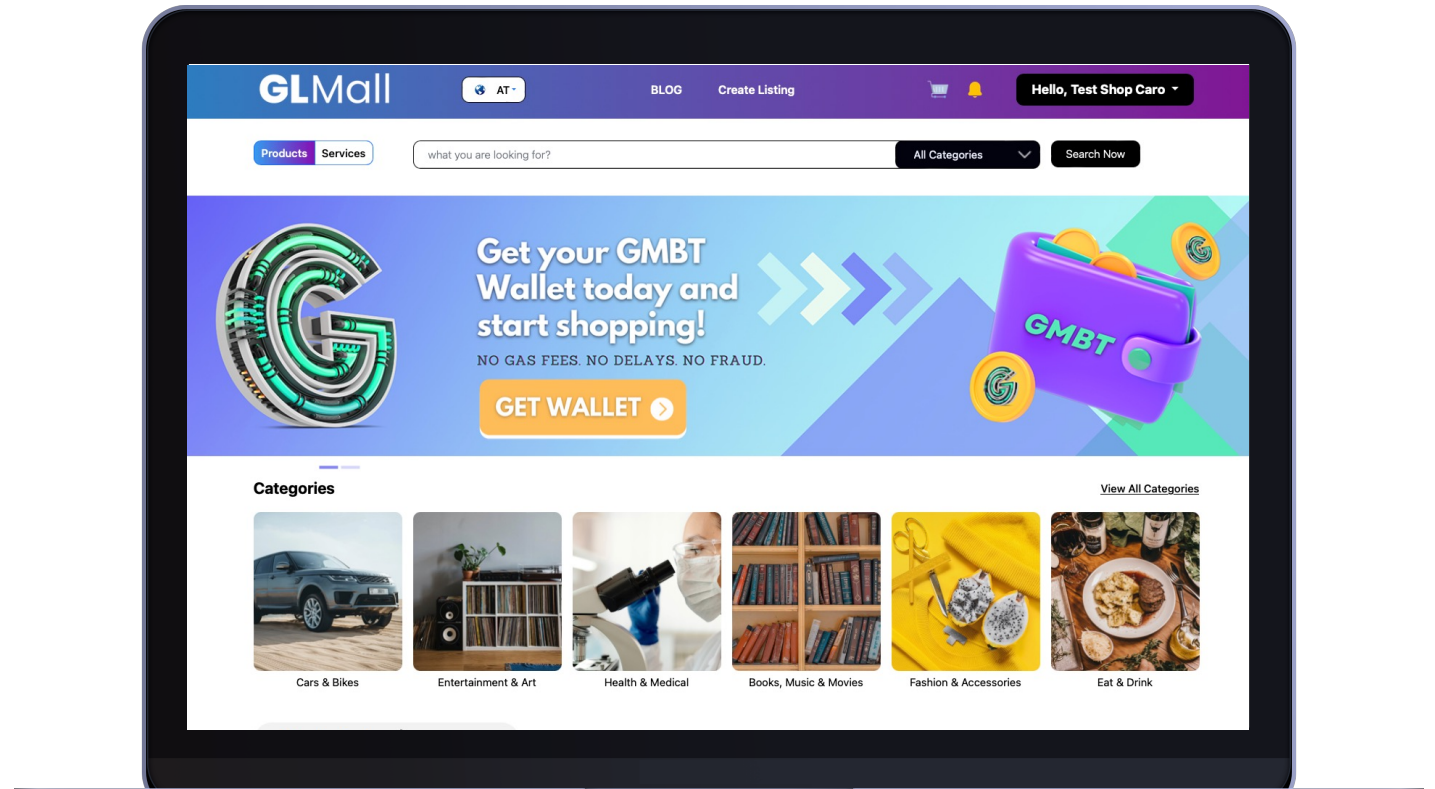 GLMall
AT
BLOG
Create Listing
Hello, Test Shop Caro
Products
Services
what you are looking for?
All Categories
Search Now
Get your GMBT
Wallet today and
start shopping!
NO GAS FEES. NO DELAYS. NO FRAUD.
GET WALLET
GMBT
Categories
View All Categories
Cars & Bikes
Entertainment & Art
Health & Medical
Books, Music & Movies
Fashion & Accessories
Eat & Drink